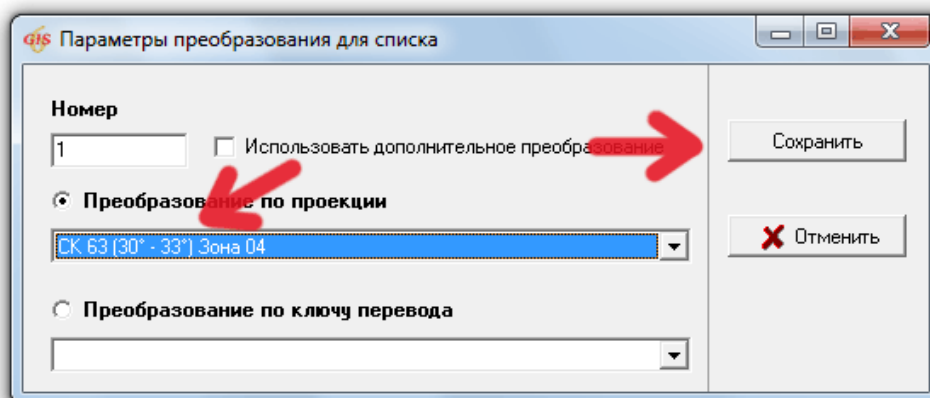 GIS Параметры преобразования для списка
Номер
1
Использовать дополнительное преобразование
Преобразование по проекции
СК 63 (30° - 33°) Зона 04
Преобразование по ключу перевода
Сохранить
Отменить